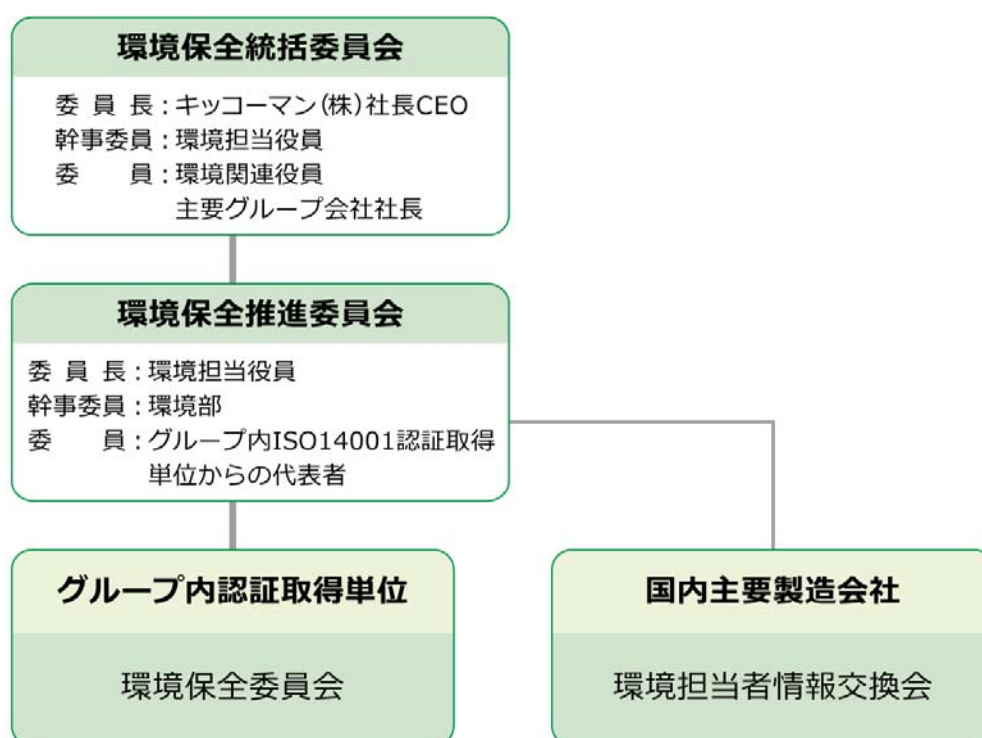 環境保全統括委員会
委 員 長：キッコーマン（株）社長CEO
幹事委員：環境担当役員
委　　員：環境関連役員
主要グループ会社社長
環境保全推進委員会
委 員 長：環境担当役員
幹事委員：環境部
委　　員：グループ内ISO14001認証取得
単位からの代表者
グループ内認証取得単位
環境保全委員会
国内主要製造会社
環境担当者情報交換会